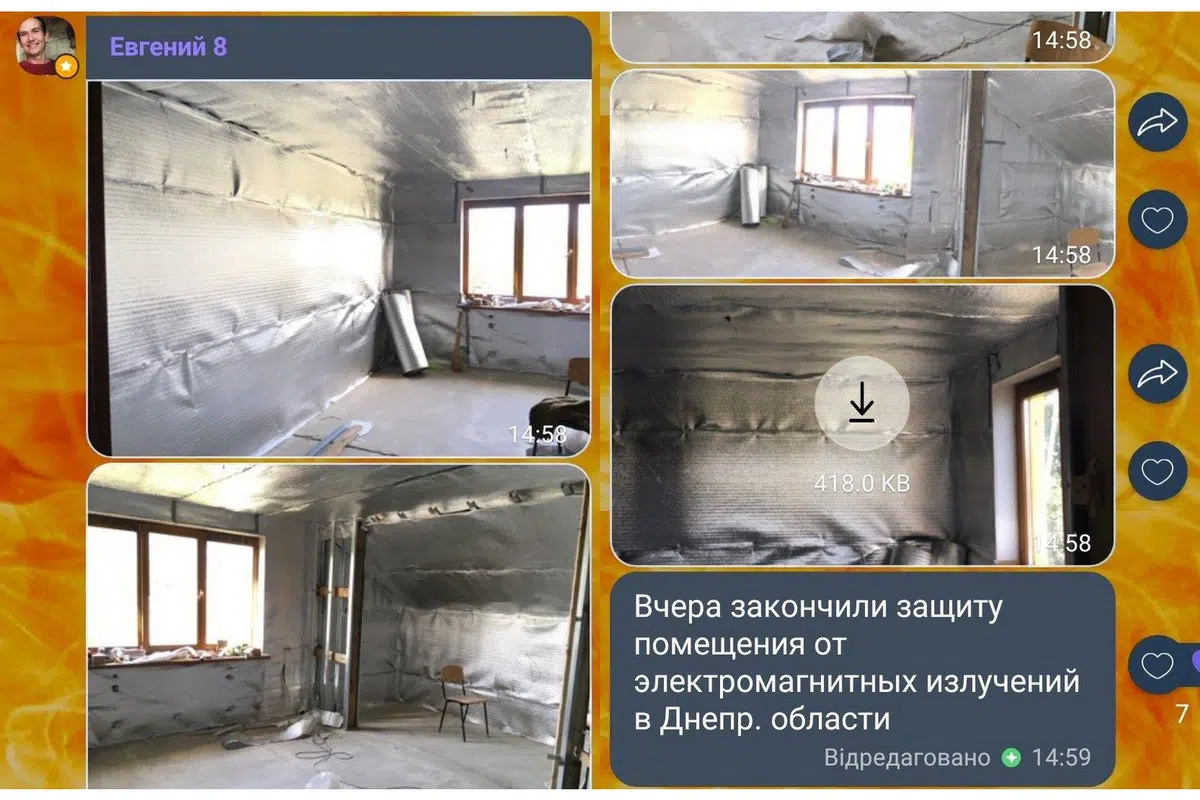 Евгений 8
14:58
14:58
14:58
418.0 KB
14:58
Вчера закончили защиту
помещения от
электромагнитных излучений
в Днепр. области
Відредаговано 14:59
7